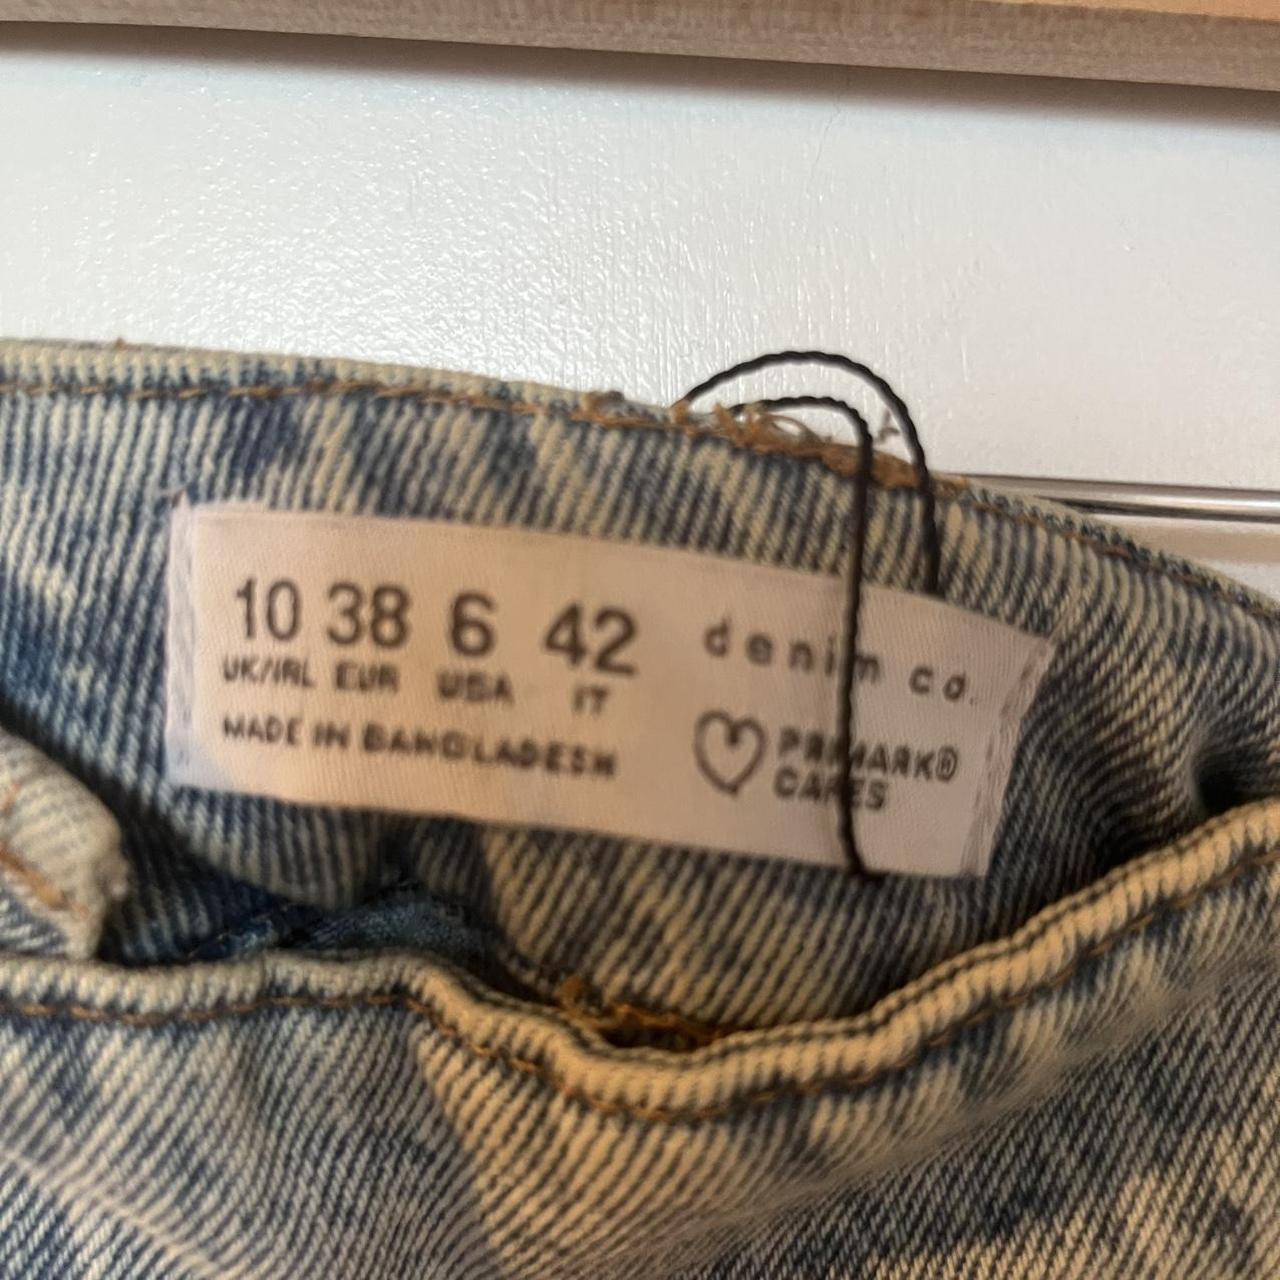 10 38 6 42
UK/IRL EUR USA IT
MADE IN BANGLADESH
denim co.
PRIMARK®
CARES